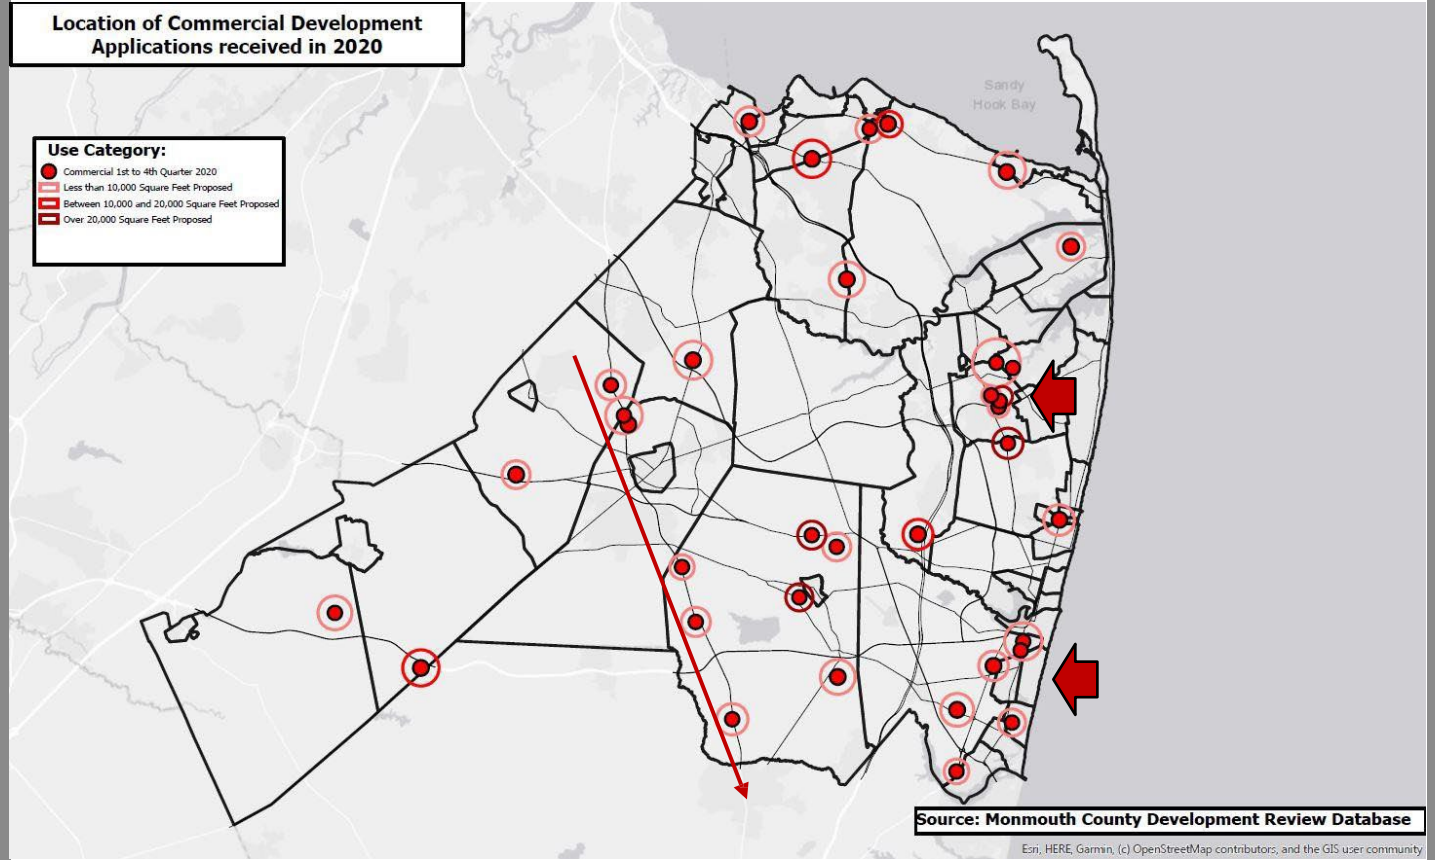 Location of Commercial Development
Applications received in 2020
Sandy
Hook Bay
Use Category:
Commercial 1st to 4th Quarter 2020
Less than 10,000 Square Feet Proposed
Between 10,000 and 20,000 Square Feet Proposed
Over 20,000 Square Feet Proposed
Source: Monmouth County Development Review Database
Esri, HERE, Garmin, (c) OpenStreetMap contributors, and the GIS user community